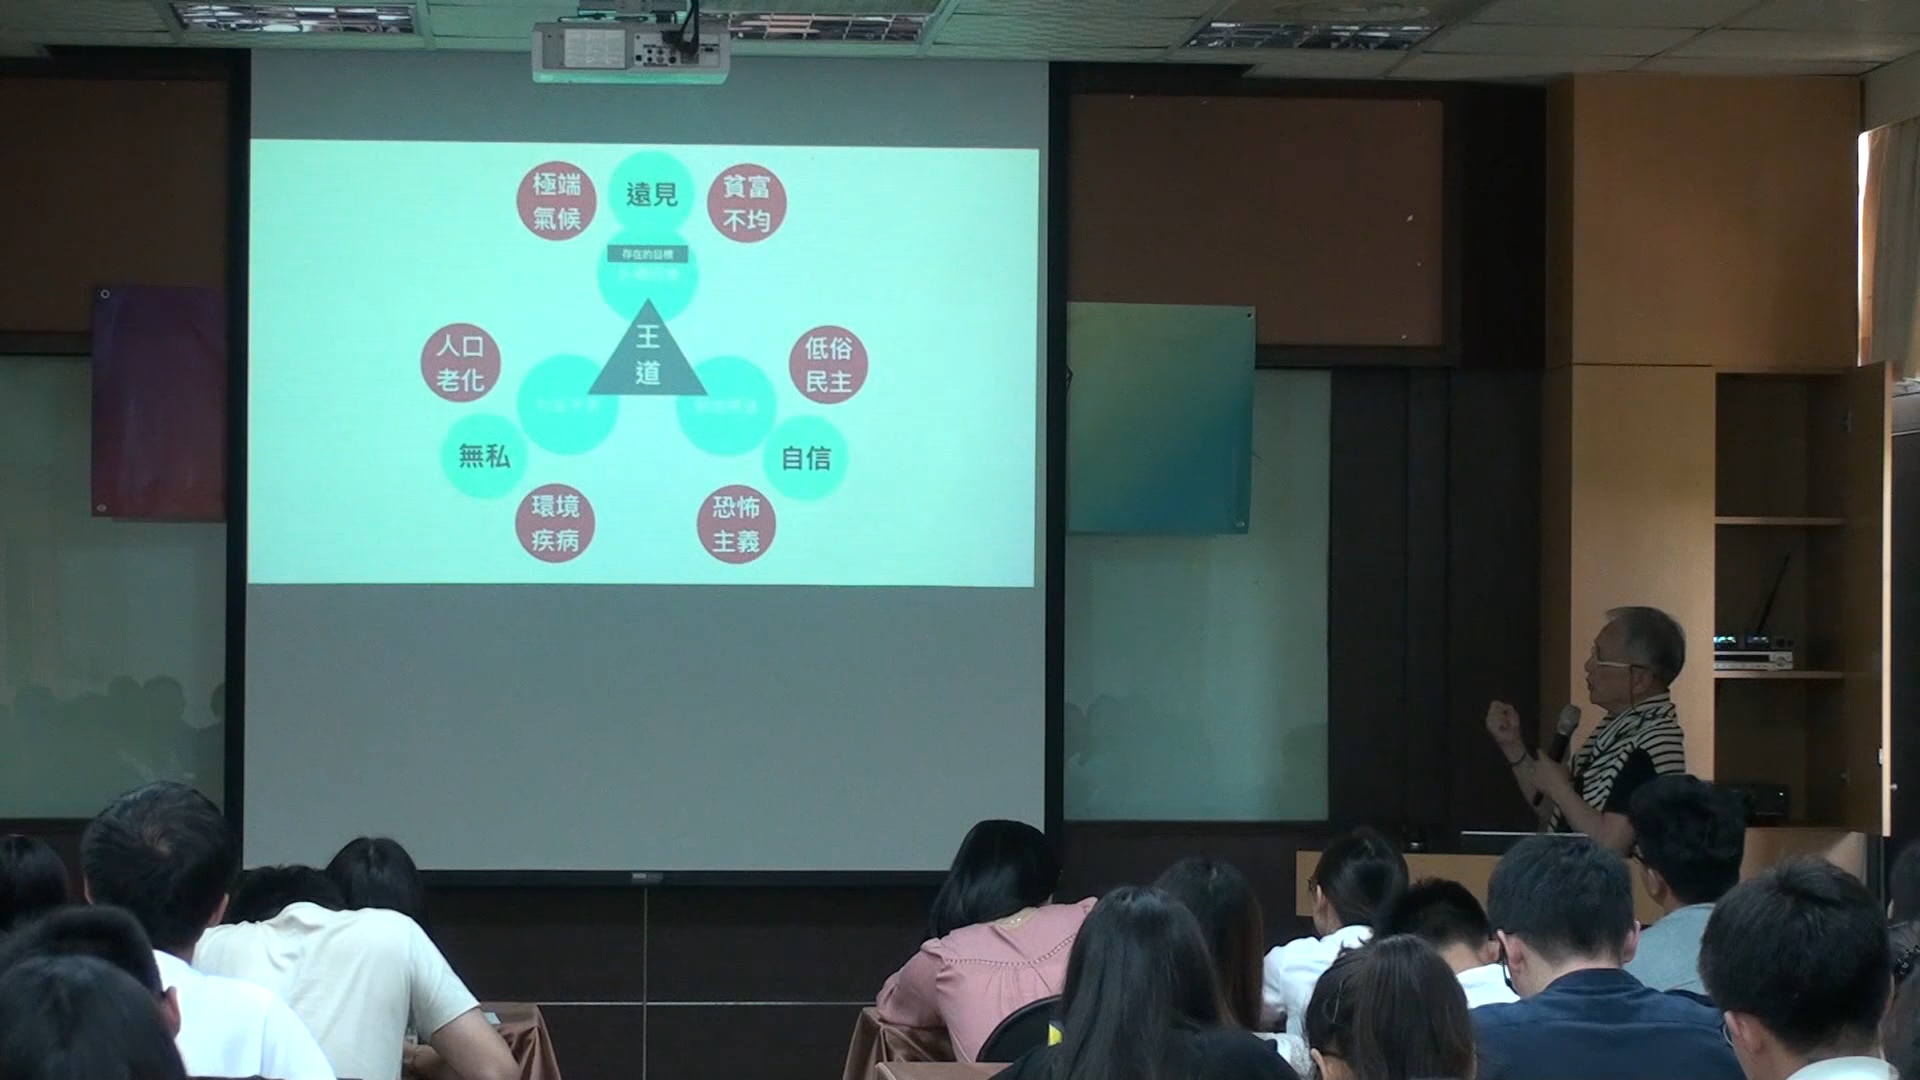 極端
氣候
遠見
貧富
不均
存在的目標
王
道
人口
老化
低俗
民主
無私
自信
環境
疾病
恐怖
主義